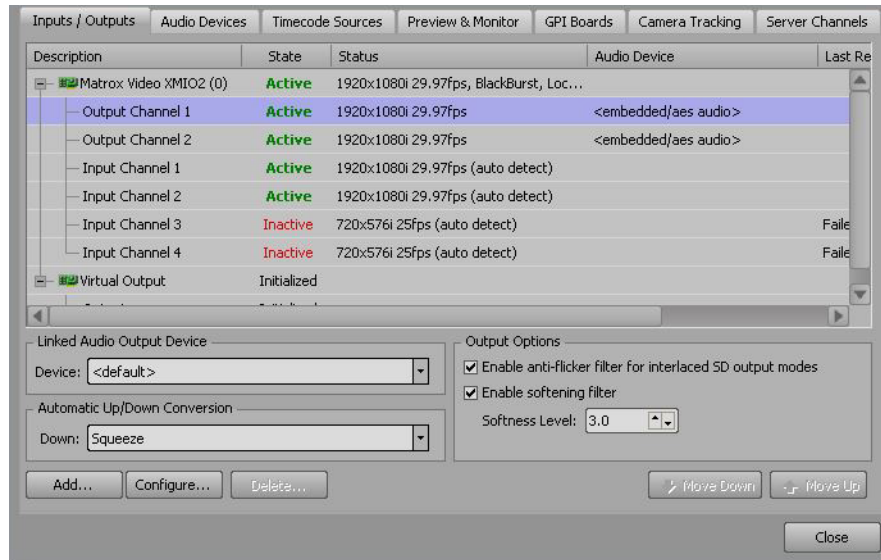 Inputs / Outputs Audio Devices Timecode Sources Preview & Monitor GPI Boards Camera Tracking Server Channels
Description State Status Audio Device Last Re
Matrox Video XMIO2 (0) Active 1920x1080i 29.97fps, BlackBurst, Loc...
Output Channel 1 Active 1920x1080i 29.97fps <embedded/aes audio>
Output Channel 2 Active 1920x1080i 29.97fps <embedded/aes audio>
Input Channel 1 Active 1920x1080i 29.97fps (auto detect)
Input Channel 2 Active 1920x1080i 29.97fps (auto detect)
Input Channel 3 Inactive 720x576i 25fps (auto detect) Faile
Input Channel 4 Inactive 720x576i 25fps (auto detect) Faile
Virtual Output Initialized
Linked Audio Output Device
Device: <default>
Automatic Up/Down Conversion
Down: Squeeze
Output Options
Enable anti-flicker filter for interlaced SD output modes
Enable softening filter
Softness Level: 3.0
Add... Configure... Delete... Move Down Move Up
Close